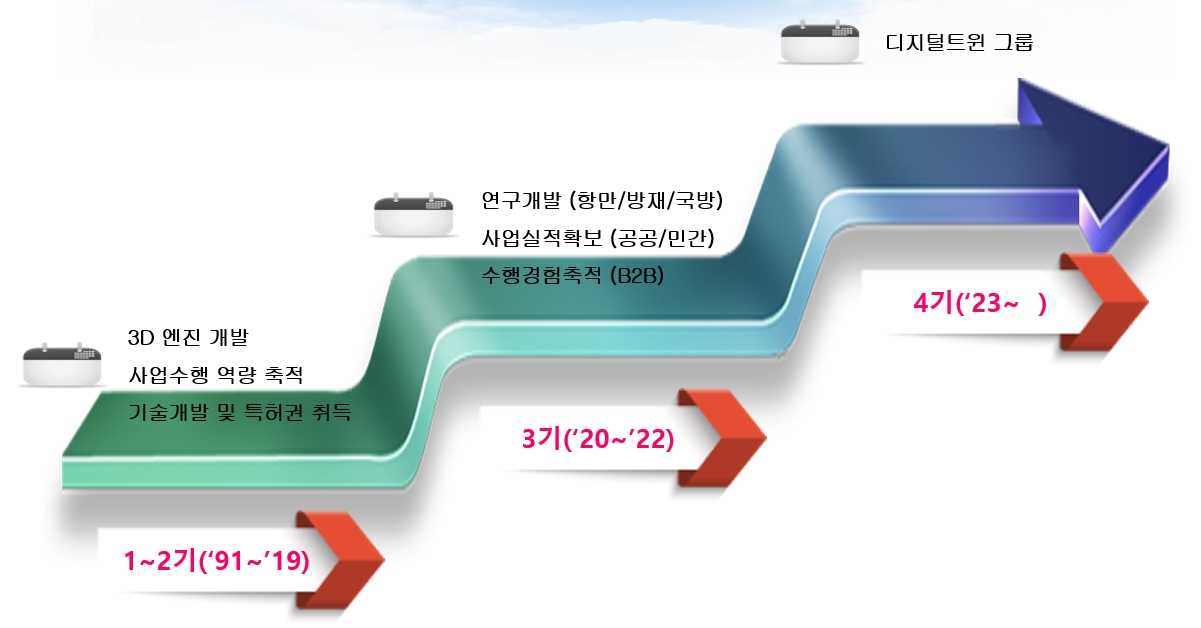 디지털트윈 그룹
연구개발 (항만/방재/국방)
사업실적확보 (공공/민간)
수행경험축적 (B2B)
4기(‘23~ )
3D 엔진 개발
사업수행 역량 축적
기술개발 및 특허권 취득
3기(‘20~’22)
1~2기(‘91~’19)